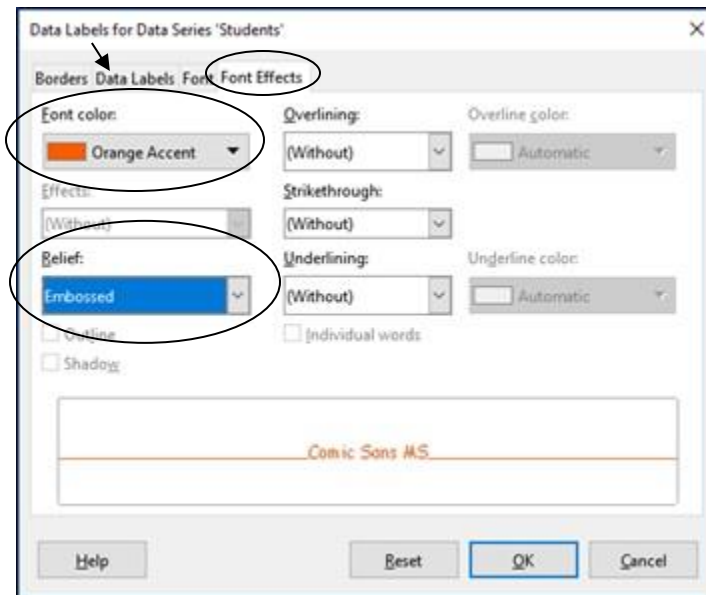 Data Labels for Data Series 'Students'
Borders Data Labels Font Font Effects
Font color: Overlining: Overline color:
Orange Accent (Without) Automatic
Effects: Strikethrough:
(Without) (Without)
Relief: Underlining: Underline color:
Embossed (Without) Automatic
Outline Individual words
Shadow
Comic Sans MS
Help Reset OK Cancel